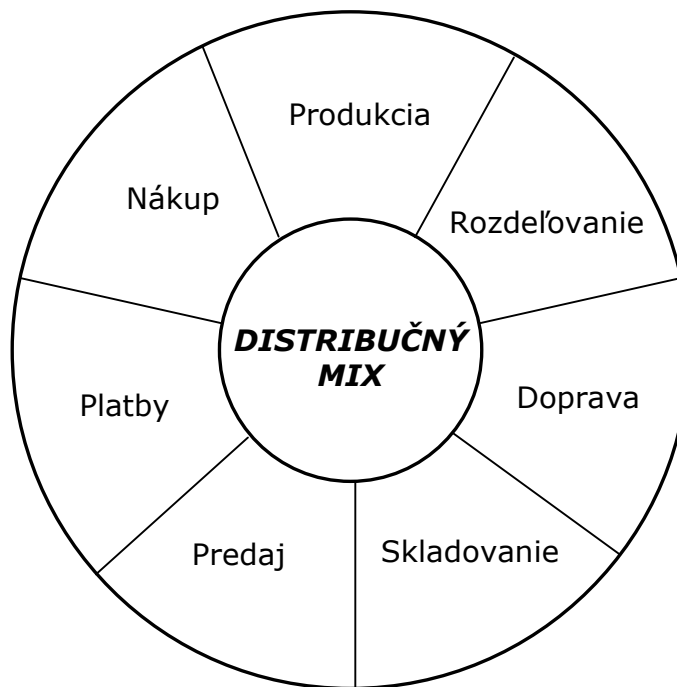 Produkcia
Nákup
Rozdeľovanie
DISTRIBUČNÝ
MIX
Platby
Doprava
Predaj
Skladovanie